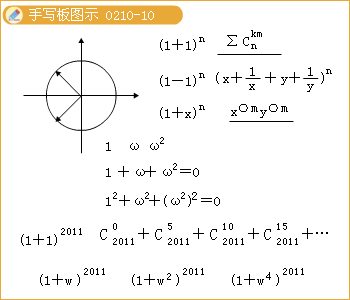 手写板图示 0210-10
(1+1)ⁿ ΣCₙᵏᵐ
(1−1)ⁿ (x+1/x+y+1/y)ⁿ
(1+x)ⁿ x○my○m
1 ω ω²
1+ω+ω²=0
1²+ω²+(ω²)²=0
(1+1)²⁰¹¹ C⁰₂₀₁₁+C⁵₂₀₁₁+C¹⁰₂₀₁₁+C¹⁵₂₀₁₁+…
(1+w)²⁰¹¹ (1+w²)²⁰¹¹ (1+w⁴)²⁰¹¹